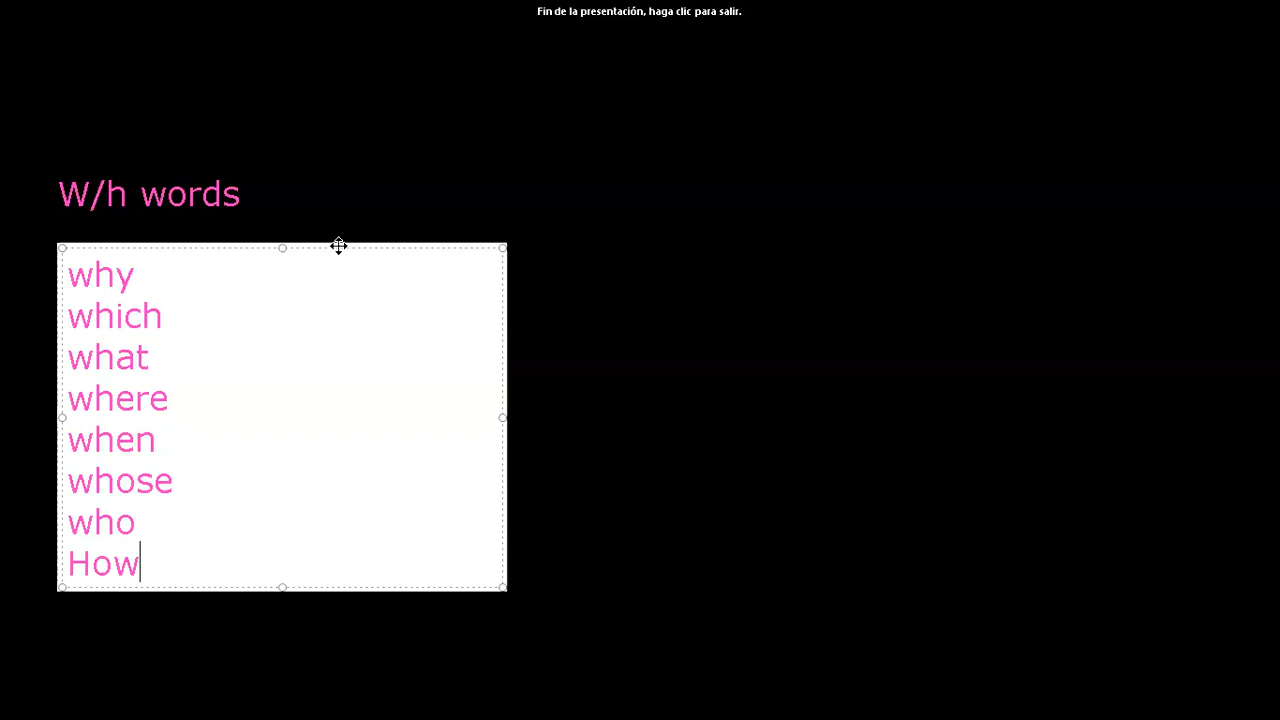 Fin de la presentación, haga clic para salir.
W/h words
why
which
what
where
when
whose
who
How